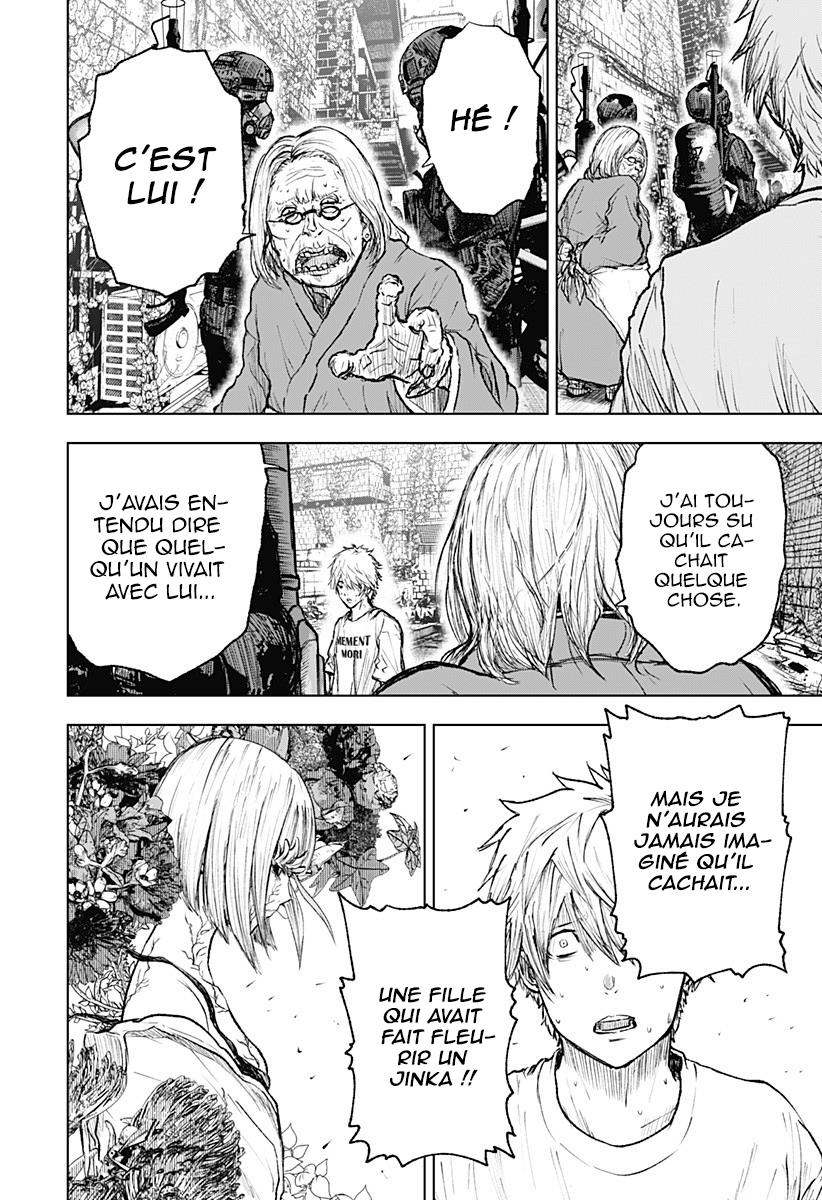 HÉ !
C'EST
LUI !
J'AI TOU-
JOURS SU
QU'IL CA-
CHAIT
QUELQUE
CHOSE.
J'AVAIS EN-
TENDU DIRE
QUE QUEL-
QU'UN VIVAIT
AVEC LUI...
MEMENT
MORI
MAIS JE
N'AURAIS
JAMAIS IMA-
GINÉ QU'IL
CACHAIT...
UNE FILLE
QUI AVAIT
FAIT FLEU-
RIR UN
JINKA !!